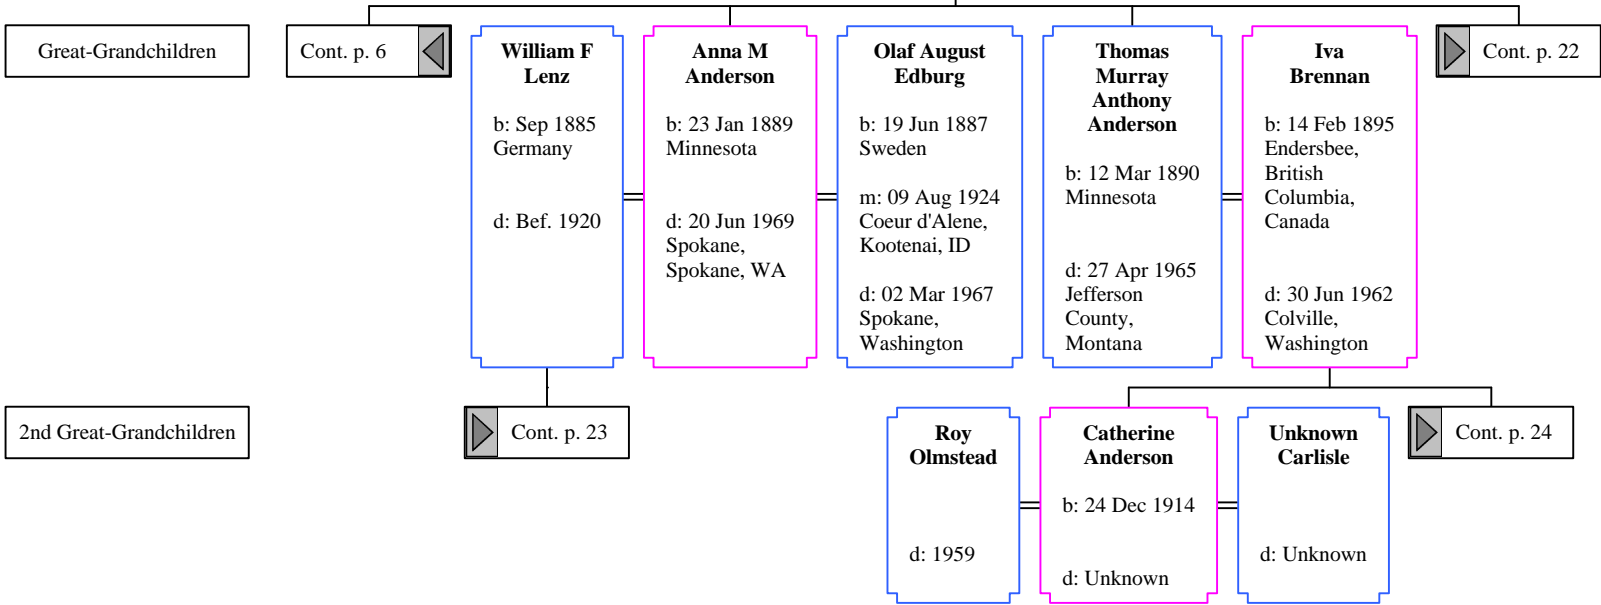 Great-Grandchildren
Cont. p. 6
William F
Lenz
b: Sep 1885
Germany
d: Bef. 1920
Anna M
Anderson
b: 23 Jan 1889
Minnesota
d: 20 Jun 1969
Spokane,
Spokane, WA
Olaf August
Edburg
b: 19 Jun 1887
Sweden
m: 09 Aug 1924
Coeur d'Alene,
Kootenai, ID
d: 02 Mar 1967
Spokane,
Washington
Thomas
Murray
Anthony
Anderson
b: 12 Mar 1890
Minnesota
d: 27 Apr 1965
Jefferson
County,
Montana
Iva
Brennan
b: 14 Feb 1895
Endersbee,
British
Columbia,
Canada
d: 30 Jun 1962
Colville,
Washington
Cont. p. 22
2nd Great-Grandchildren
Cont. p. 23
Roy
Olmstead
d: 1959
Catherine
Anderson
b: 24 Dec 1914
d: Unknown
Unknown
Carlisle
d: Unknown
Cont. p. 24